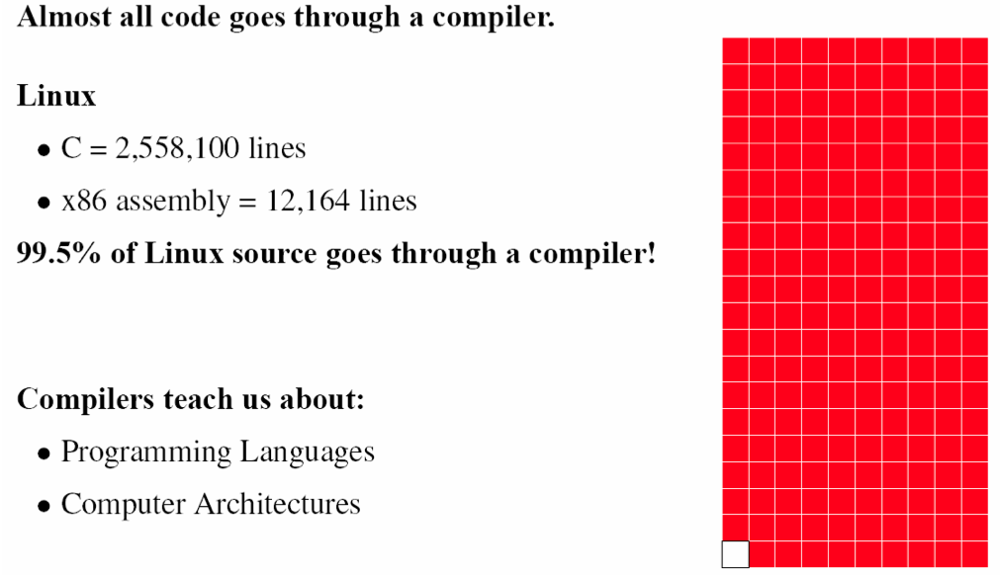 Almost all code goes through a compiler.
Linux
• C = 2,558,100 lines
• x86 assembly = 12,164 lines
99.5% of Linux source goes through a compiler!
Compilers teach us about:
• Programming Languages
• Computer Architectures